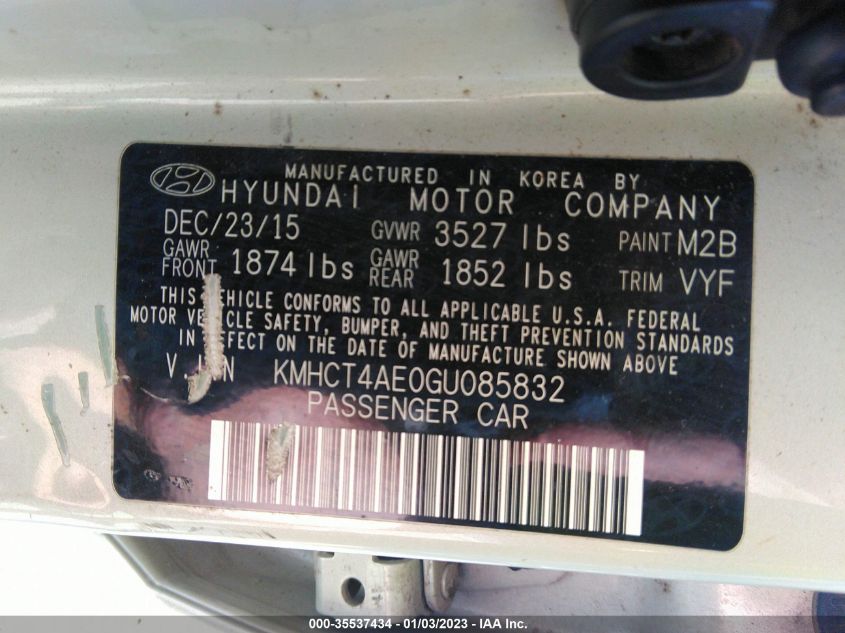 MANUFACTURED IN KOREA BY
HYUNDAI MOTOR COMPANY
DEC/23/15 GVWR 3527 lbs PAINT M2B
GAWR FRONT 1874 lbs GAWR REAR 1852 lbs TRIM VYF
THIS VEHICLE CONFORMS TO ALL APPLICABLE U.S.A. FEDERAL
MOTOR VEHICLE SAFETY, BUMPER, AND THEFT PREVENTION STANDARDS
IN EFFECT ON THE DATE OF MANUFACTURE SHOWN ABOVE
V.I.N KMHCT4AE0GU085832
PASSENGER CAR
000-35537434 - 01/03/2023 - IAA Inc.